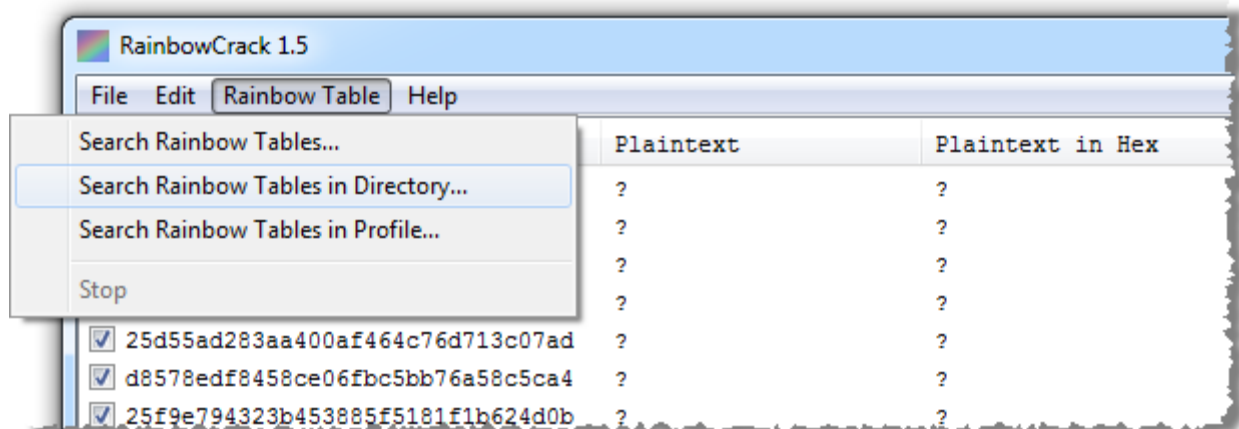 RainbowCrack 1.5
File Edit Rainbow Table Help
Search Rainbow Tables... Plaintext Plaintext in Hex
Search Rainbow Tables in Directory... ? ?
Search Rainbow Tables in Profile... ? ?
? ?
Stop ? ?
25d55ad283aa400af464c76d713c07ad ? ?
d8578edf8458ce06fbc5bb76a58c5ca4 ? ?
25f9e794323b453885f5181f1b624d0b ? ?